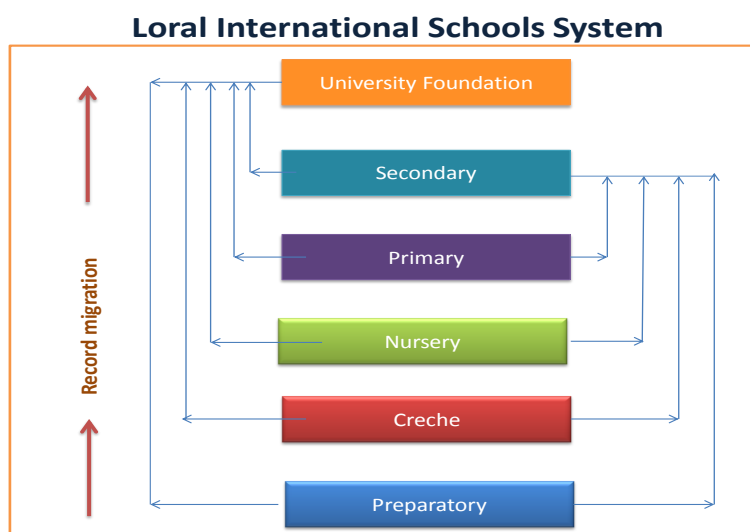 Loral International Schools System
University Foundation
Secondary
Primary
Nursery
Creche
Preparatory
Record migration